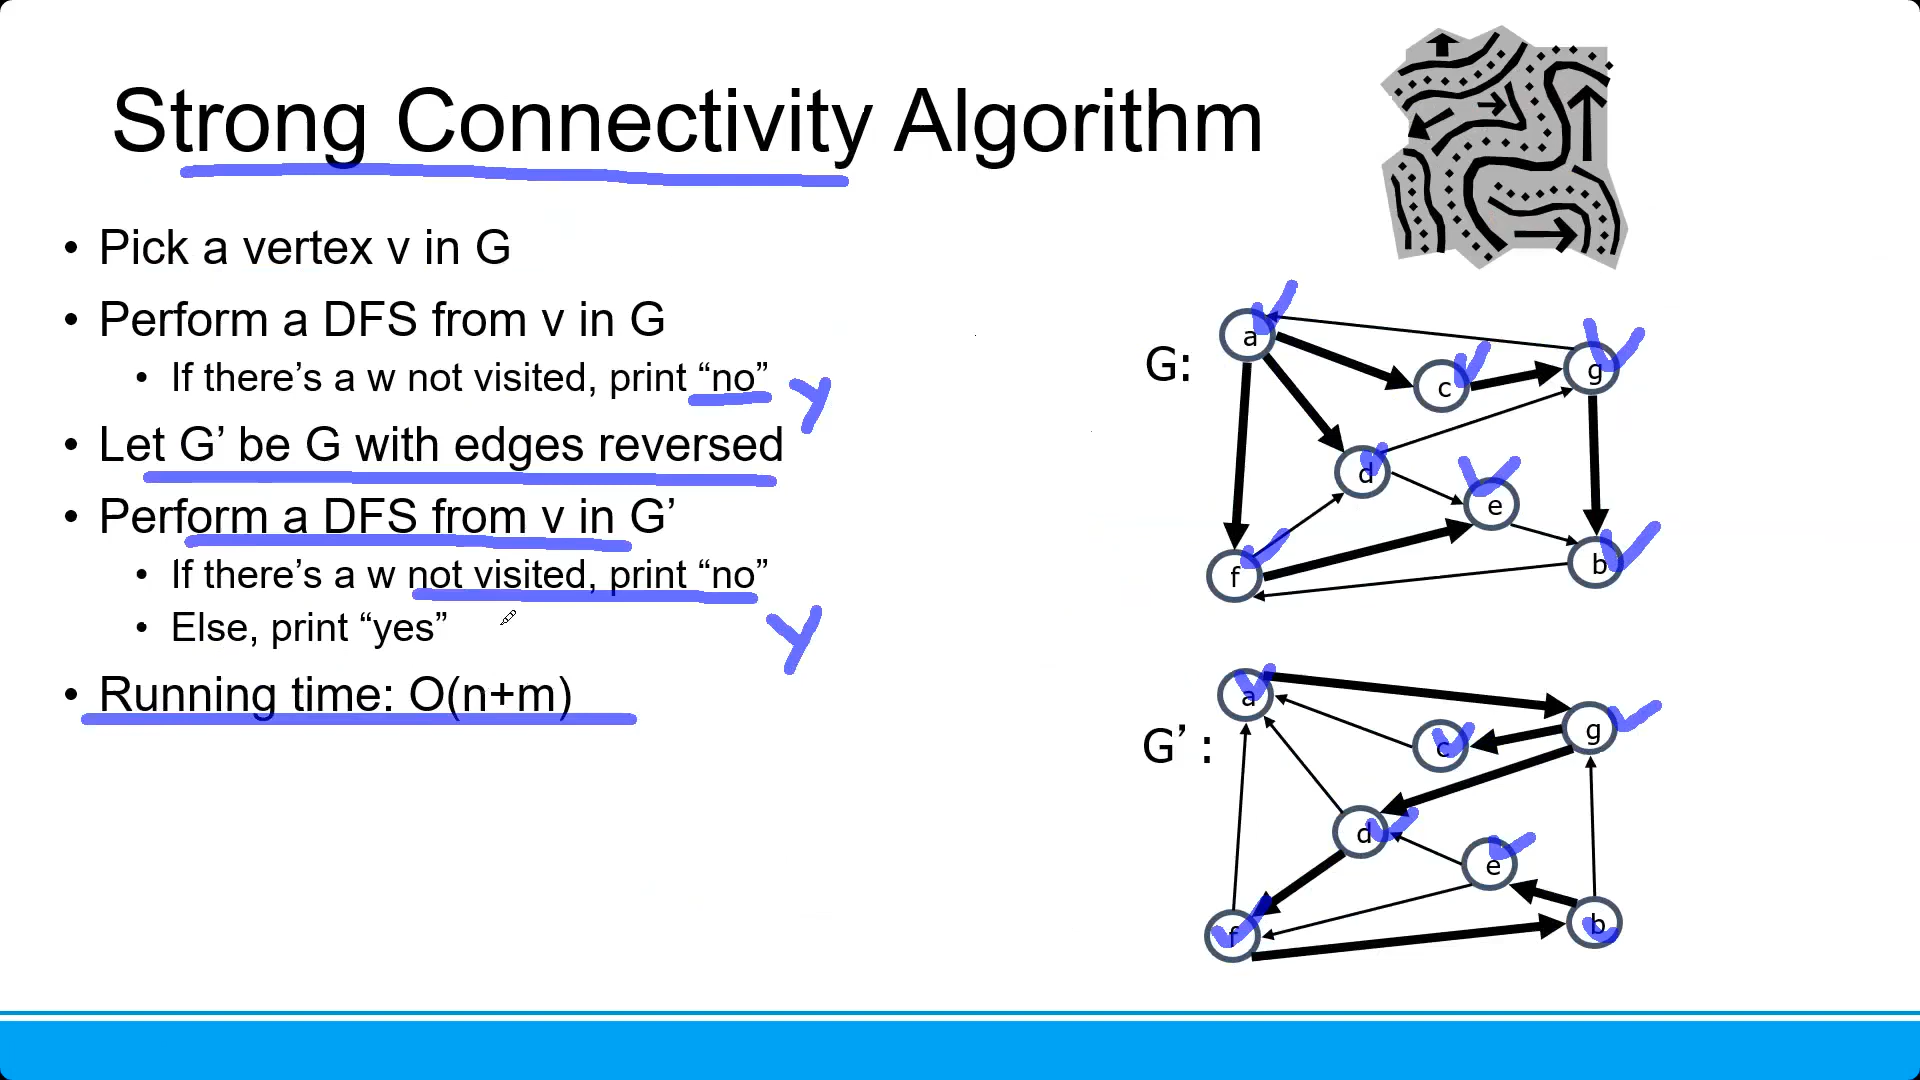 Strong Connectivity Algorithm
• Pick a vertex v in G
• Perform a DFS from v in G
• If there’s a w not visited, print “no” Y
• Let G’ be G with edges reversed
• Perform a DFS from v in G’
• If there’s a w not visited, print “no”
• Else, print “yes” Y
• Running time: O(n+m)
G:
a
c
g
d
e
f
b
G’ :
a
g
c
d
e
f
b